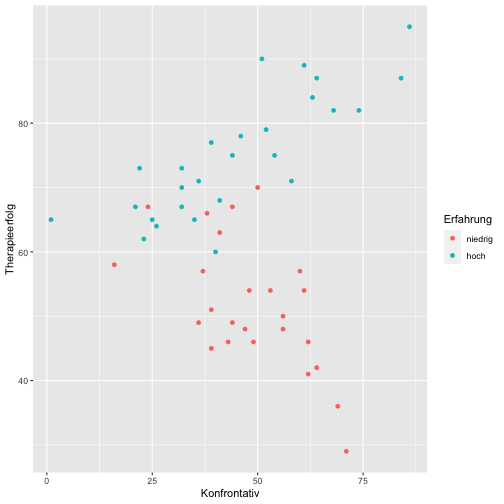 80
60
40
Therapieerfolg
0
25
50
75
Konfrontativ
Erfahrung
niedrig
hoch